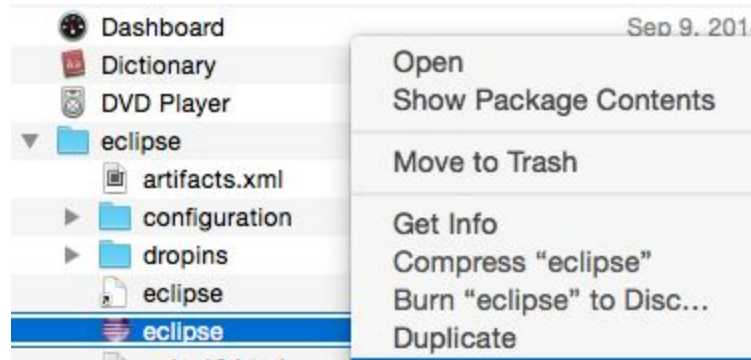 Dashboard
Sep 9, 201
Dictionary
DVD Player
eclipse
artifacts.xml
configuration
dropins
eclipse
eclipse
Open
Show Package Contents
Move to Trash
Get Info
Compress “eclipse”
Burn “eclipse” to Disc...
Duplicate